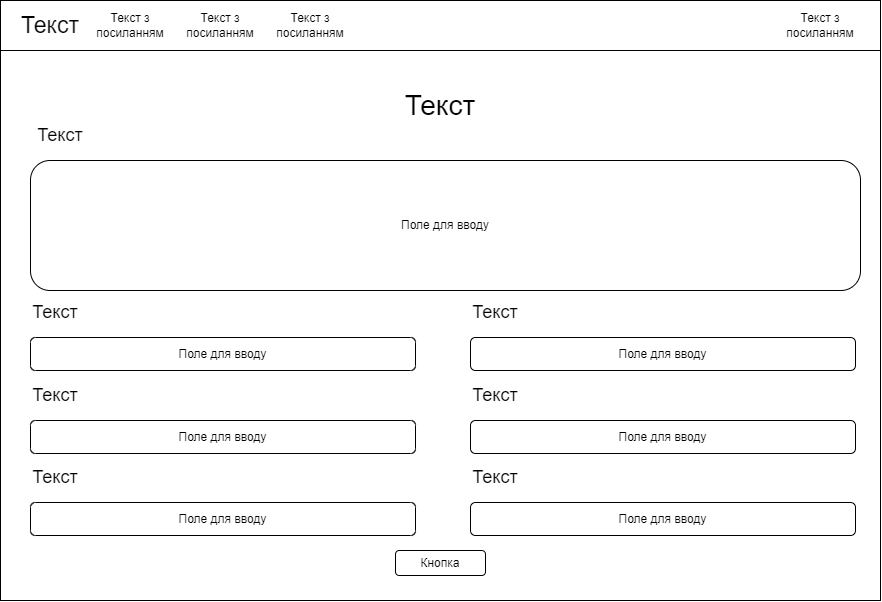 Текст
Текст з
посиланням
Текст з
посиланням
Текст з
посиланням
Текст з
посиланням
Текст
Текст
Поле для вводу
Текст
Текст
Поле для вводу
Поле для вводу
Текст
Текст
Поле для вводу
Поле для вводу
Текст
Текст
Поле для вводу
Поле для вводу
Кнопка